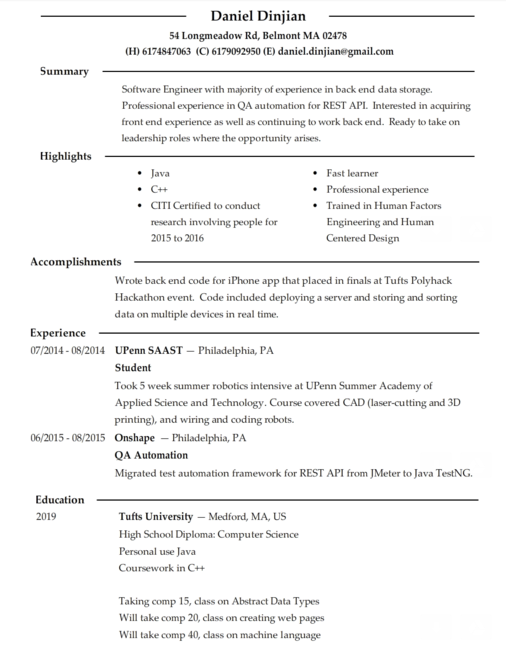 Daniel Dinjian
54 Longmeadow Rd, Belmont MA 02478
(H) 6174847063 (C) 6179092950 (E) daniel.dinjian@gmail.com
Summary
Software Engineer with majority of experience in back end data storage.
Professional experience in QA automation for REST API. Interested in acquiring
front end experience as well as continuing to work back end. Ready to take on
leadership roles where the opportunity arises.
Highlights
• Java
• C++
• CITI Certified to conduct
research involving people for
2015 to 2016
• Fast learner
• Professional experience
• Trained in Human Factors
Engineering and Human
Centered Design
Accomplishments
Wrote back end code for iPhone app that placed in finals at Tufts Polyhack
Hackathon event. Code included deploying a server and storing and sorting
data on multiple devices in real time.
Experience
07/2014 - 08/2014 UPenn SAAST — Philadelphia, PA
Student
Took 5 week summer robotics intensive at UPenn Summer Academy of
Applied Science and Technology. Course covered CAD (laser-cutting and 3D
printing), and wiring and coding robots.
06/2015 - 08/2015 Onshape — Philadelphia, PA
QA Automation
Migrated test automation framework for REST API from JMeter to Java TestNG.
Education
2019 Tufts University — Medford, MA, US
High School Diploma: Computer Science
Personal use Java
Coursework in C++
Taking comp 15, class on Abstract Data Types
Will take comp 20, class on creating web pages
Will take comp 40, class on machine language